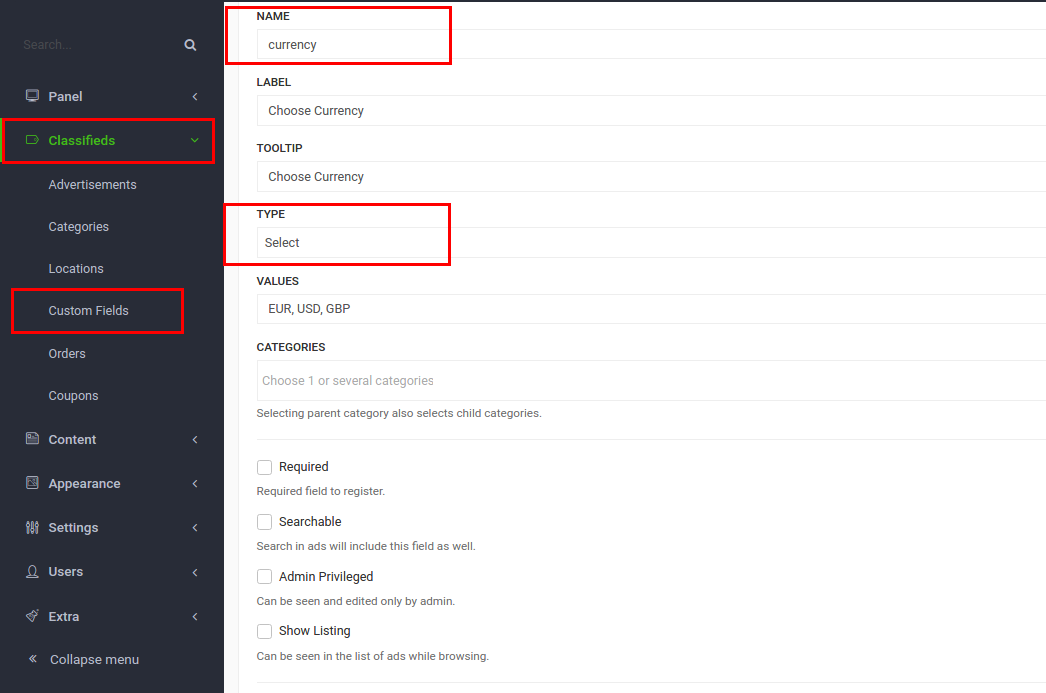 Search...
Panel
Classifieds
Advertisements
Categories
Locations
Custom Fields
Orders
Coupons
Content
Appearance
Settings
Users
Extra
Collapse menu
NAME
currency
LABEL
Choose Currency
TOOLTIP
Choose Currency
TYPE
Select
VALUES
EUR, USD, GBP
CATEGORIES
Choose 1 or several categories
Selecting parent category also selects child categories.
Required
Required field to register.
Searchable
Search in ads will include this field as well.
Admin Privileged
Can be seen and edited only by admin.
Show Listing
Can be seen in the list of ads while browsing.